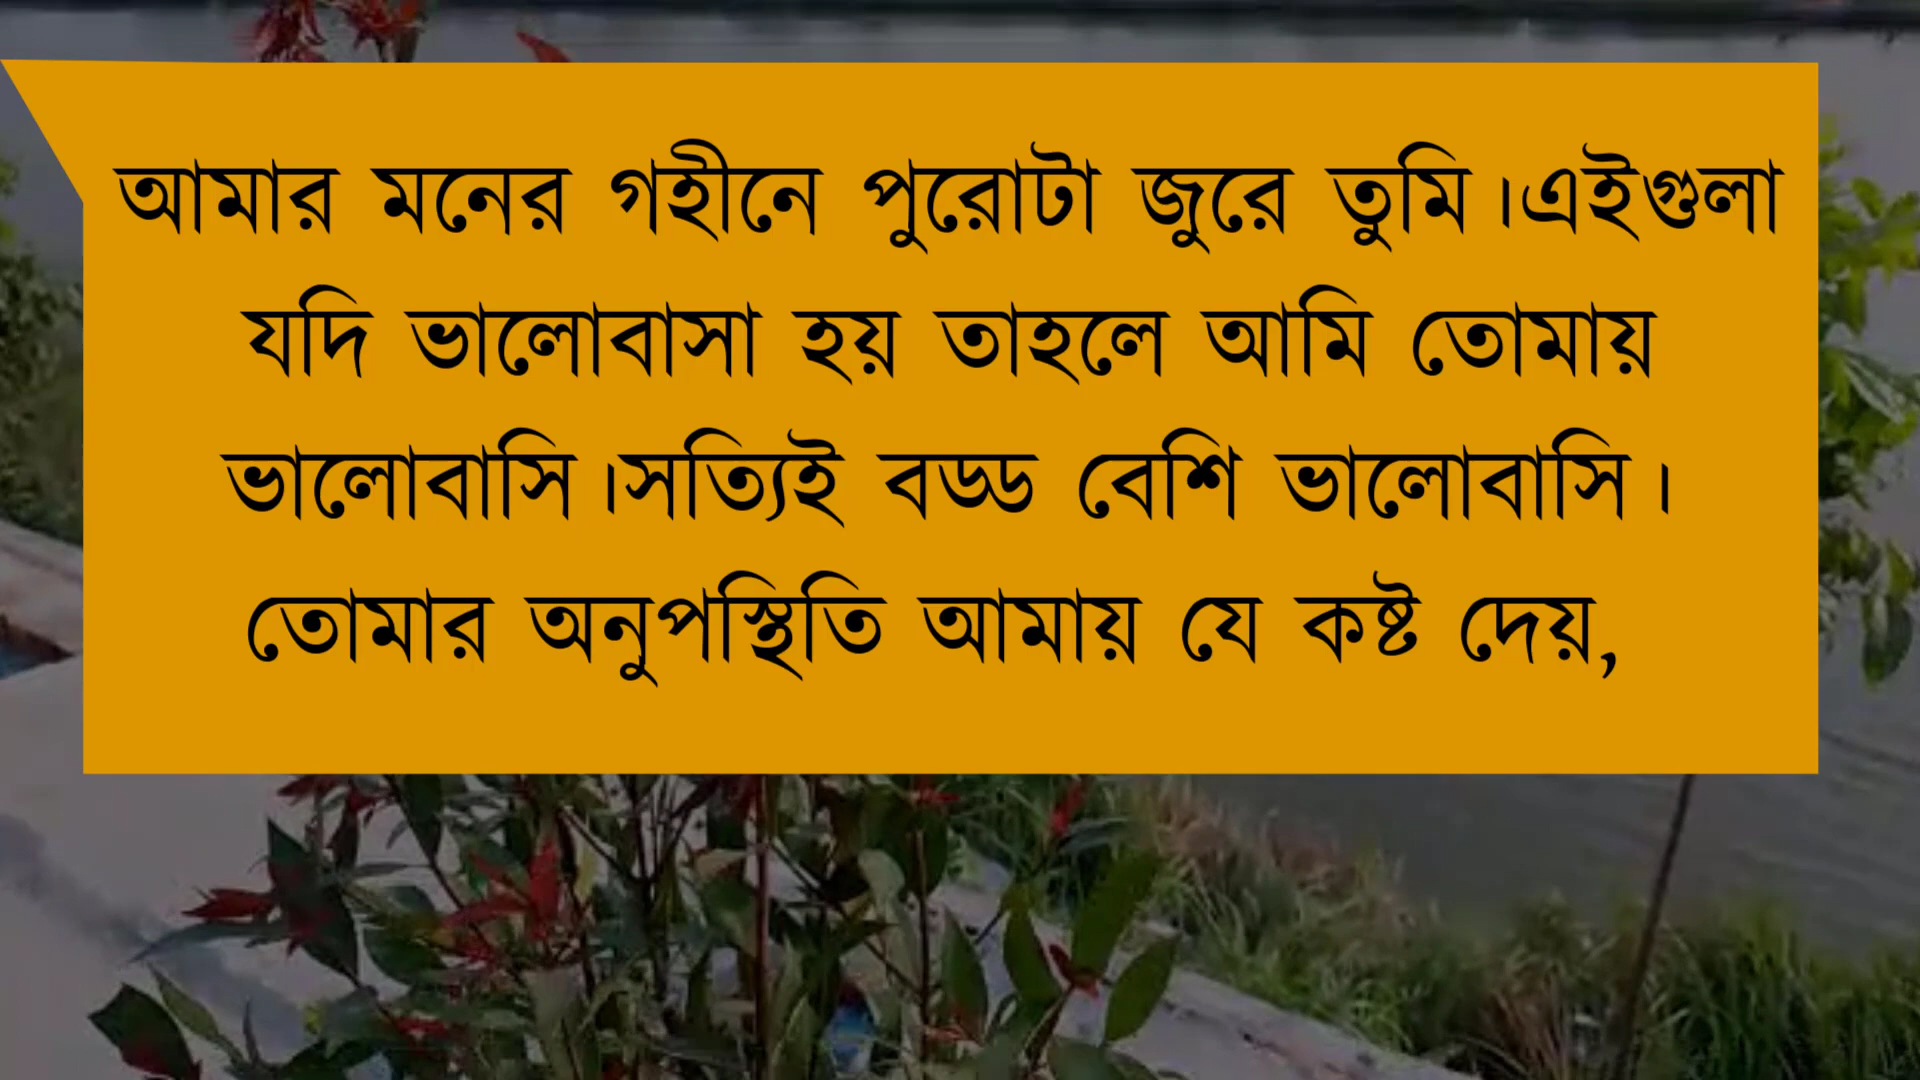 আমার মনের গহীনে পুরোটা জুরে তুমি।এইগুলা
যদি ভালোবাসা হয় তাহলে আমি তোমায়
ভালোবাসি।সত্যিই বড্ড বেশি ভালোবাসি।
তোমার অনুপস্থিতি আমায় যে কষ্ট দেয়,